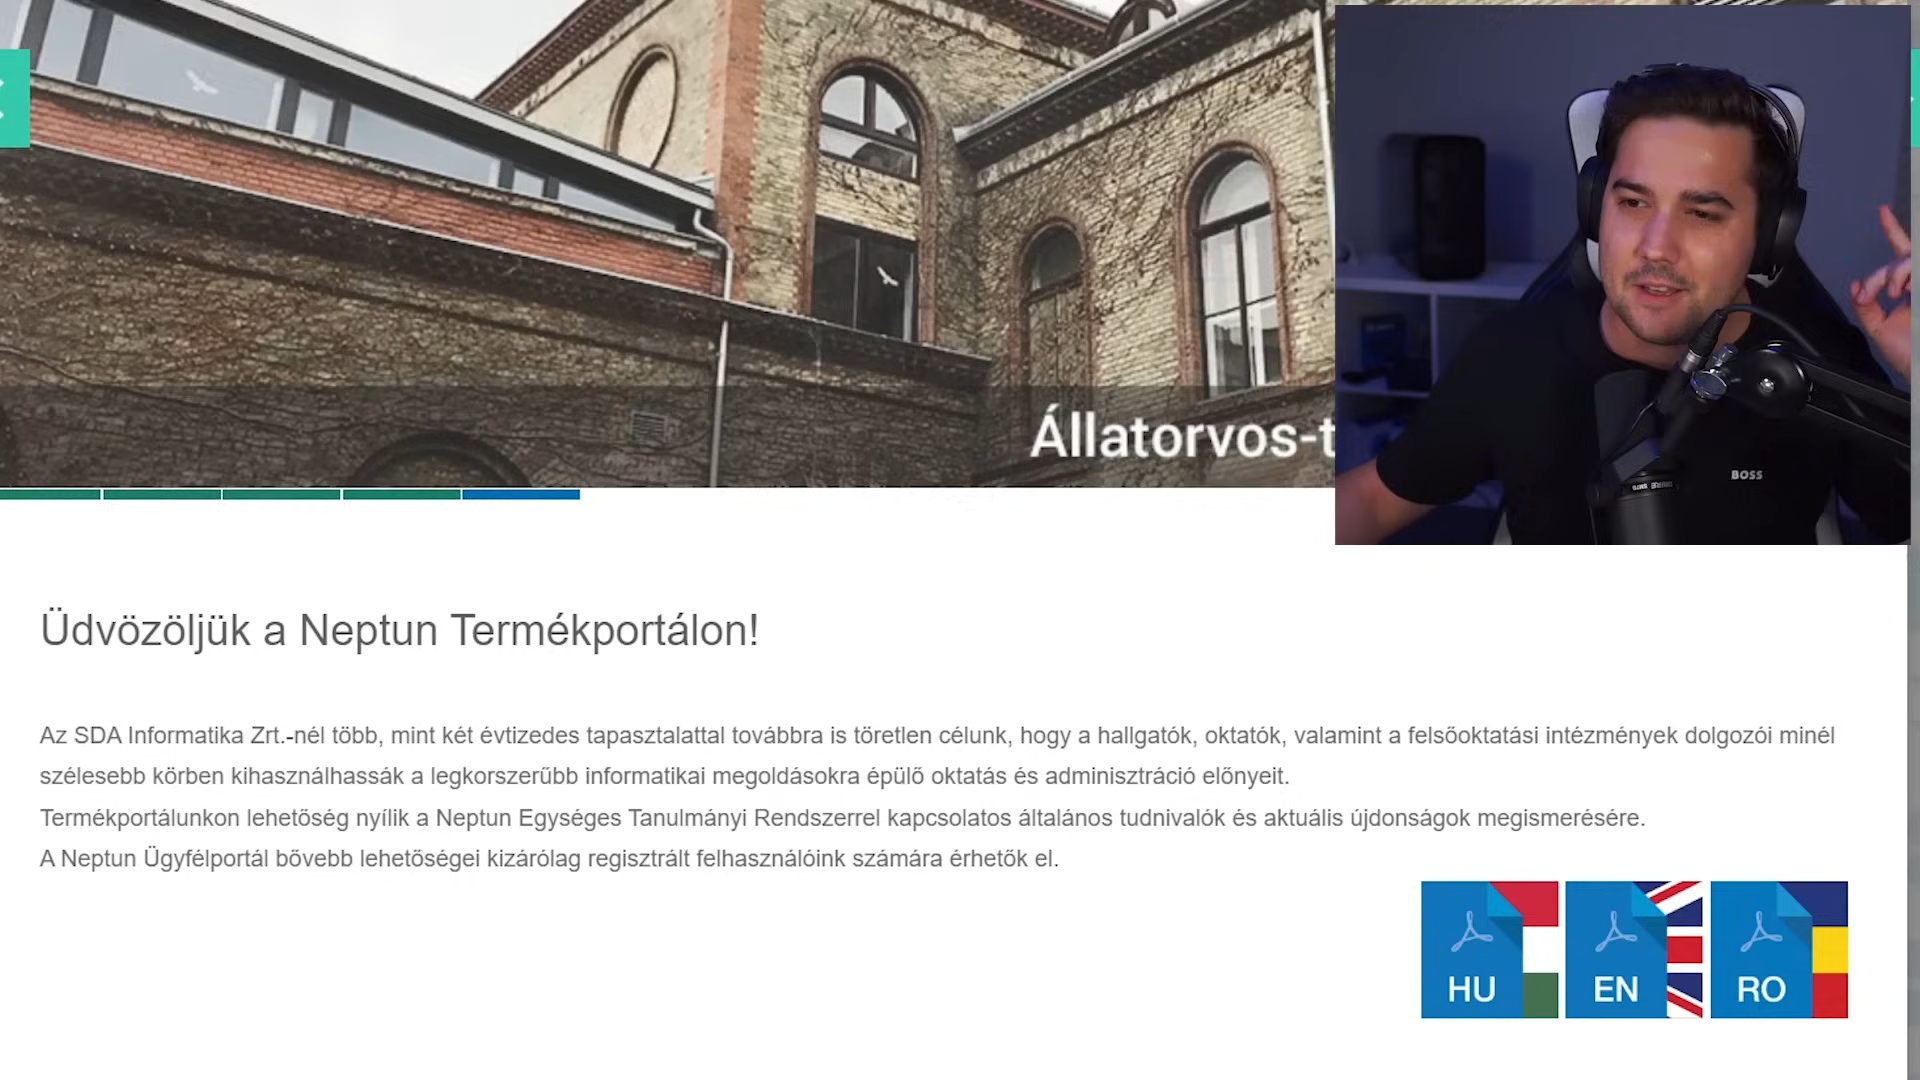 Állatorvos-t
BOSS
Üdvözöljük a Neptun Termékportálon!
Az SDA Informatika Zrt.-nél több, mint két évtizedes tapasztalattal továbbra is töretlen célunk, hogy a hallgatók, oktatók, valamint a felsőoktatási intézmények dolgozói minél
szélesebb körben kihasználhassák a legkorszerűbb informatikai megoldásokra épülő oktatás és adminisztráció előnyeit.
Termékportálunkon lehetőség nyílik a Neptun Egységes Tanulmányi Rendszerrel kapcsolatos általános tudnivalók és aktuális újdonságok megismerésére.
A Neptun Ügyfélportál bővebb lehetőségei kizárólag regisztrált felhasználóink számára érhetők el.
HU EN RO